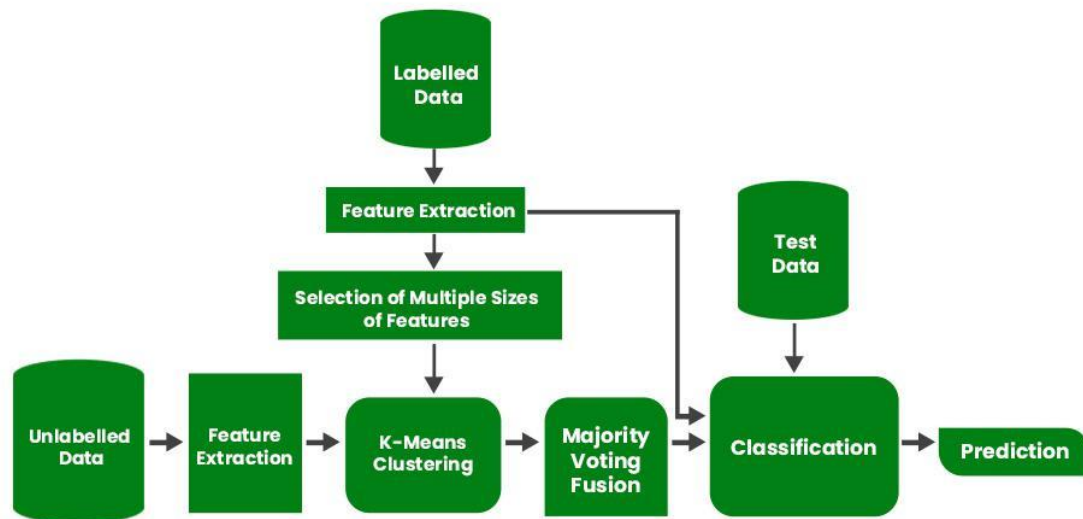 Labelled
Data
Feature Extraction
Test
Data
Selection of Multiple Sizes
of Features
Unlabelled
Data
Feature
Extraction
K-Means
Clustering
Majority
Voting
Fusion
Classification
Prediction